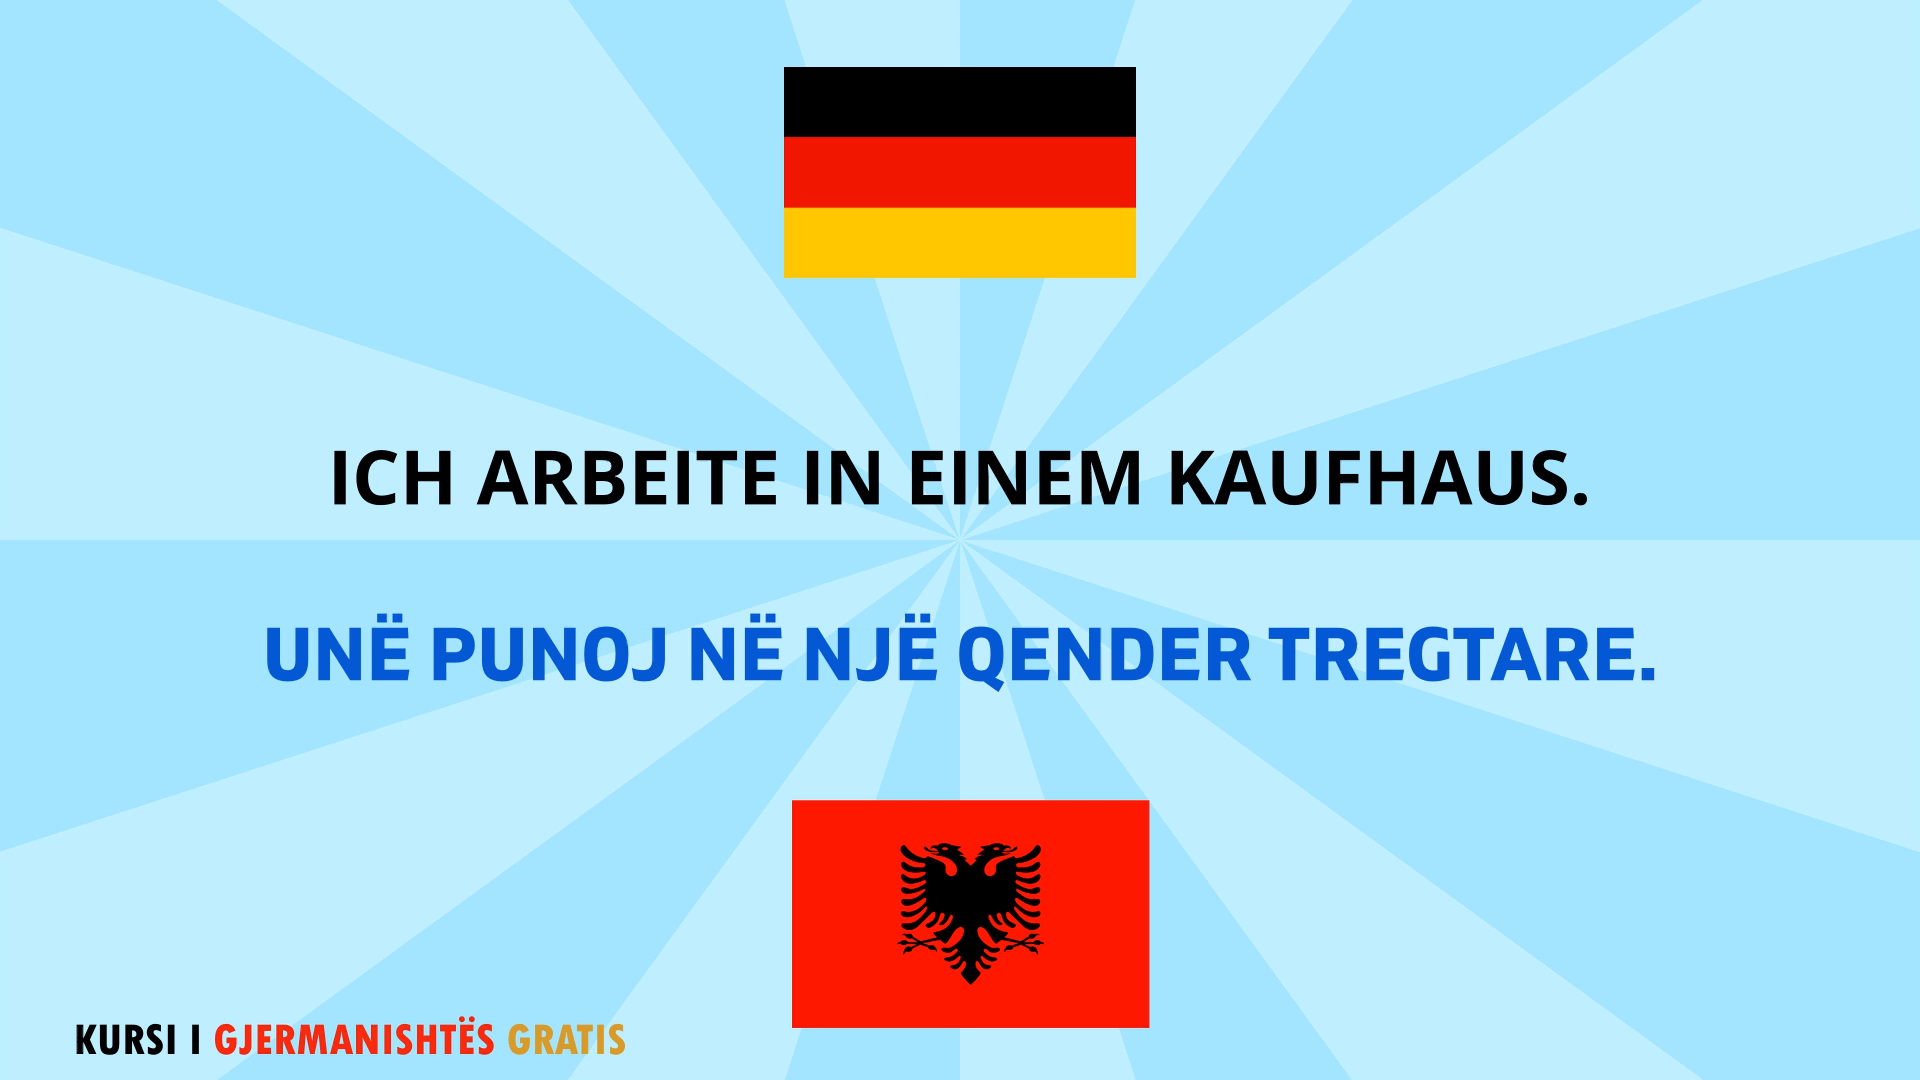 ICH ARBEITE IN EINEM KAUFHAUS.
UNË PUNOJ NË NJË QENDER TREGTARE.
KURSI I GJERMANISHTËS GRATIS